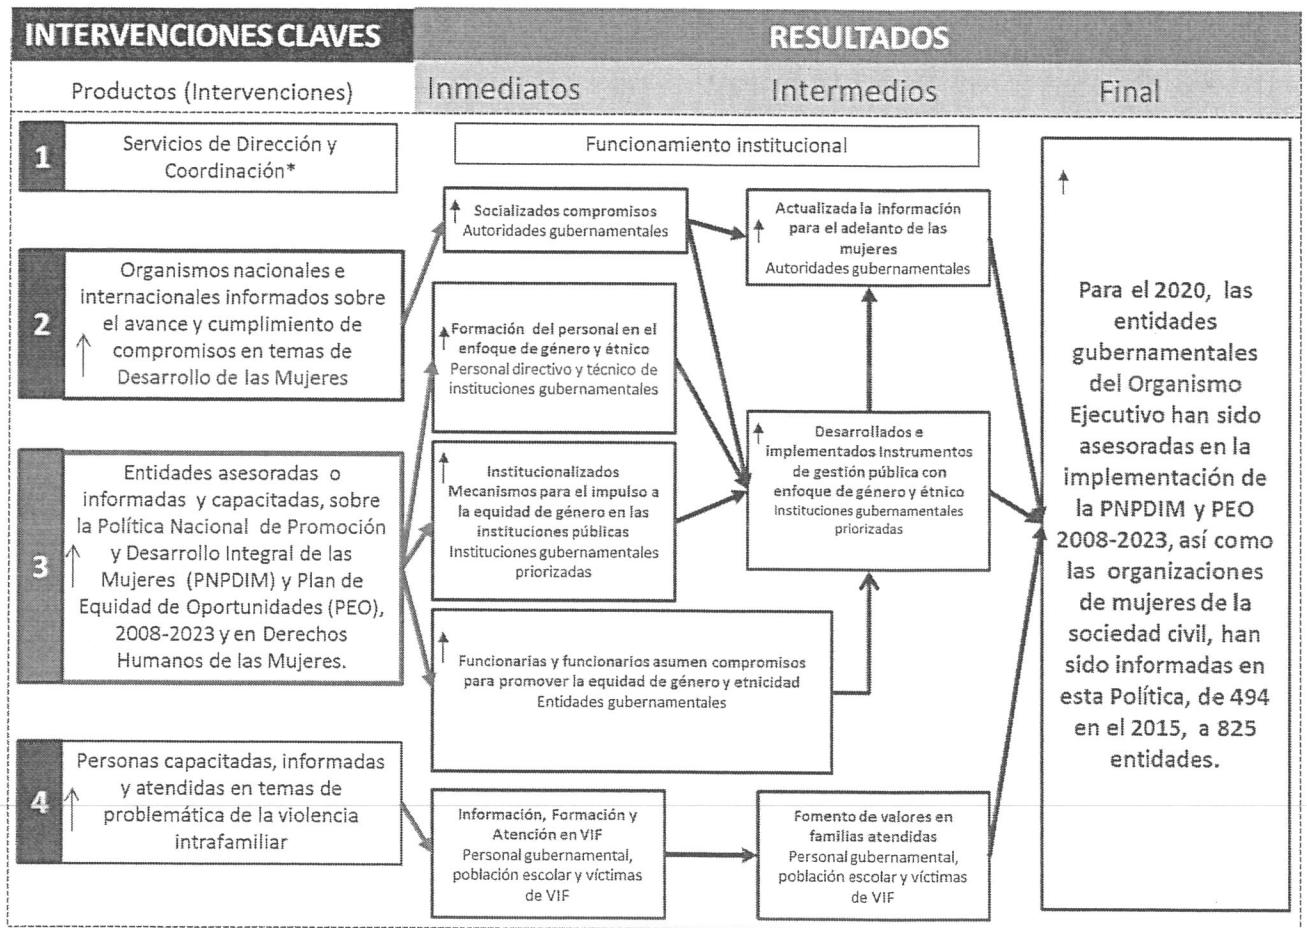 INTERVENCIONES CLAVES
RESULTADOS
Productos (Intervenciones)
Inmediatos
Intermedios
Final
1
Servicios de Dirección y
Coordinación*
Funcionamiento institucional
2
Organismos nacionales e
internacionales informados sobre
el avance y cumplimiento de
compromisos en temas de
Desarrollo de las Mujeres
3
Entidades asesoradas o
informadas y capacitadas, sobre
la Política Nacional de Promoción
y Desarrollo Integral de las
Mujeres (PNPDIM) y Plan de
Equidad de Oportunidades (PEO),
2008-2023 y en Derechos
Humanos de las Mujeres.
4
Personas capacitadas, informadas
y atendidas en temas de
problemática de la violencia
intrafamiliar
Socializados compromisos
Autoridades gubernamentales
Formación del personal en el
enfoque de género y étnico
Personal directivo y técnico de
instituciones gubernamentales
Institucionalizados
Mecanismos para el impulso a
la equidad de género en las
instituciones públicas
Instituciones gubernamentales
priorizadas
Funcionarias y funcionarios asumen compromisos
para promover la equidad de género y etnicidad
Entidades gubernamentales
Información, Formación y
Atención en VIF
Personal gubernamental,
población escolar y víctimas
de VIF
Actualizada la información
para el adelanto de las
mujeres
Autoridades gubernamentales
Desarrollados e
implementados Instrumentos
de gestión pública con
enfoque de género y étnico
Instituciones gubernamentales
priorizadas
Fomento de valores en
familias atendidas
Personal gubernamental,
población escolar y víctimas
de VIF
Para el 2020, las
entidades
gubernamentales
del Organismo
Ejecutivo han sido
asesoradas en la
implementación de
la PNPDIM y PEO
2008-2023, así como
las organizaciones
de mujeres de la
sociedad civil, han
sido informadas en
esta Política, de 494
en el 2015, a 825
entidades.